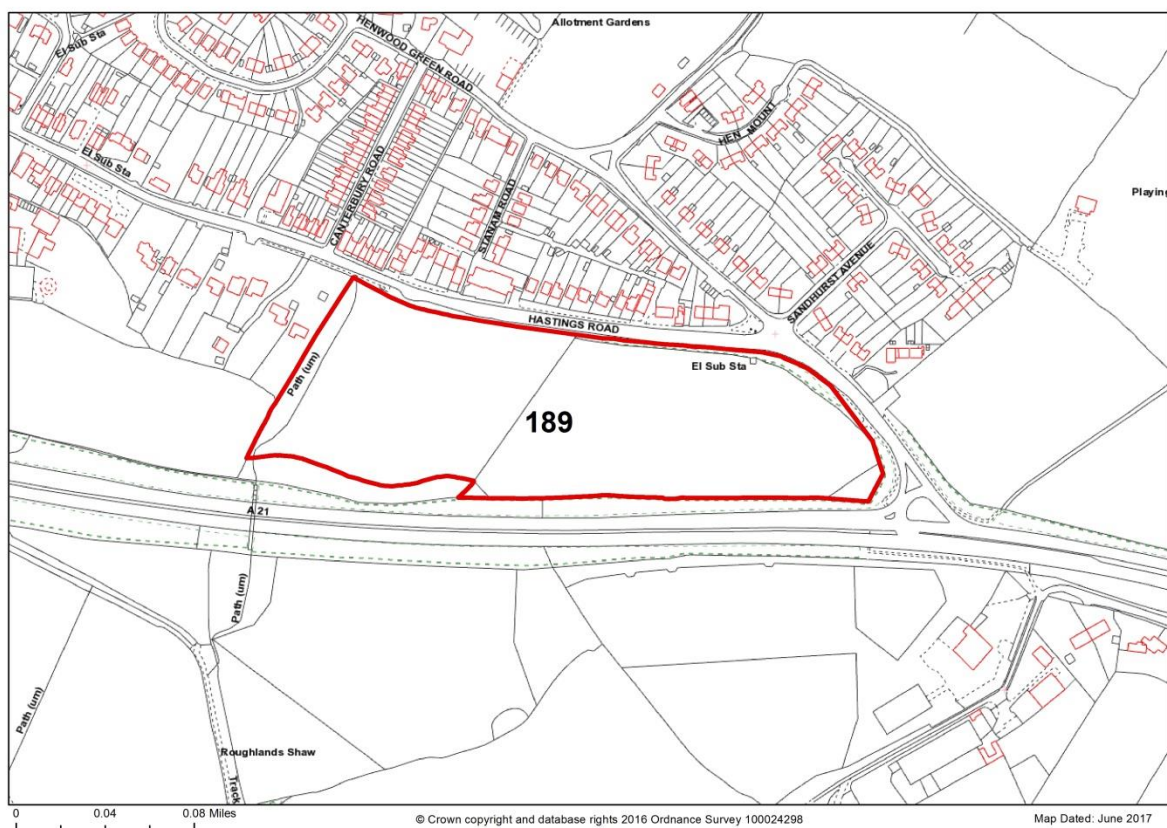 Allotment Gardens
HENWOOD GREEN ROAD
El Sub Sta
HEN MOUNT
El Sub Sta
CANTERBURY ROAD
STANAM ROAD
Playing
SANDHURST AVENUE
HASTINGS ROAD
El Sub Sta
Path (um)
189
A 21
Path (um)
Path (um)
Roughlands Shaw
Track
0 0.04 0.08 Miles
© Crown copyright and database rights 2016 Ordnance Survey 100024298
Map Dated: June 2017